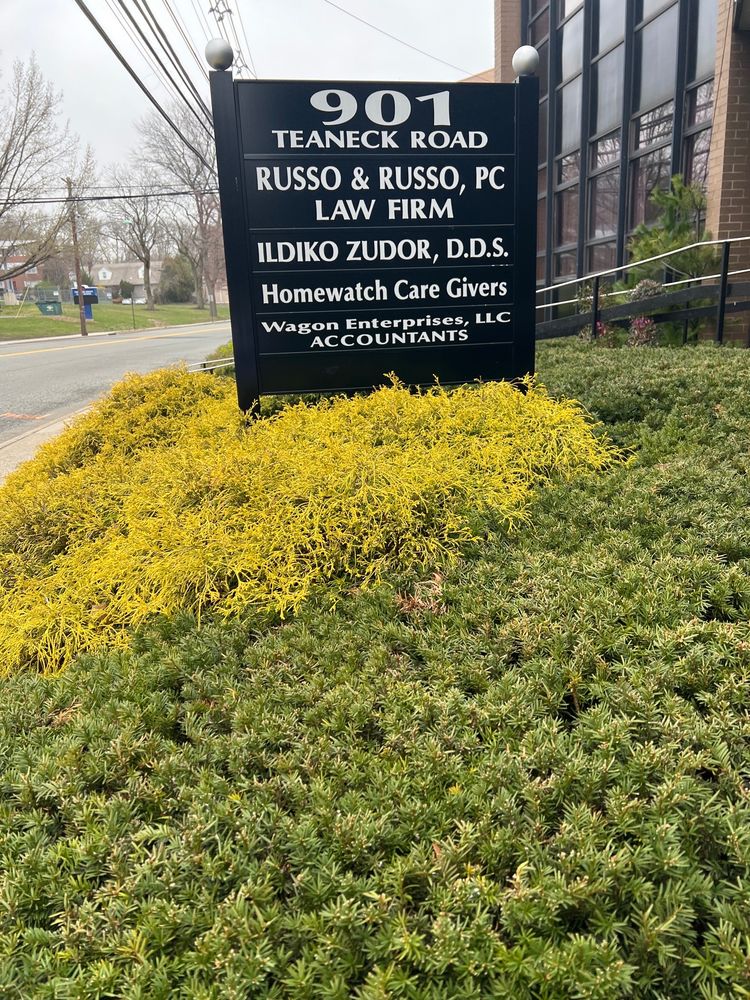 901
TEANECK ROAD
RUSSO & RUSSO, PC
LAW FIRM
ILDIKO ZUDOR, D.D.S.
Homewatch Care Givers
Wagon Enterprises, LLC
ACCOUNTANTS